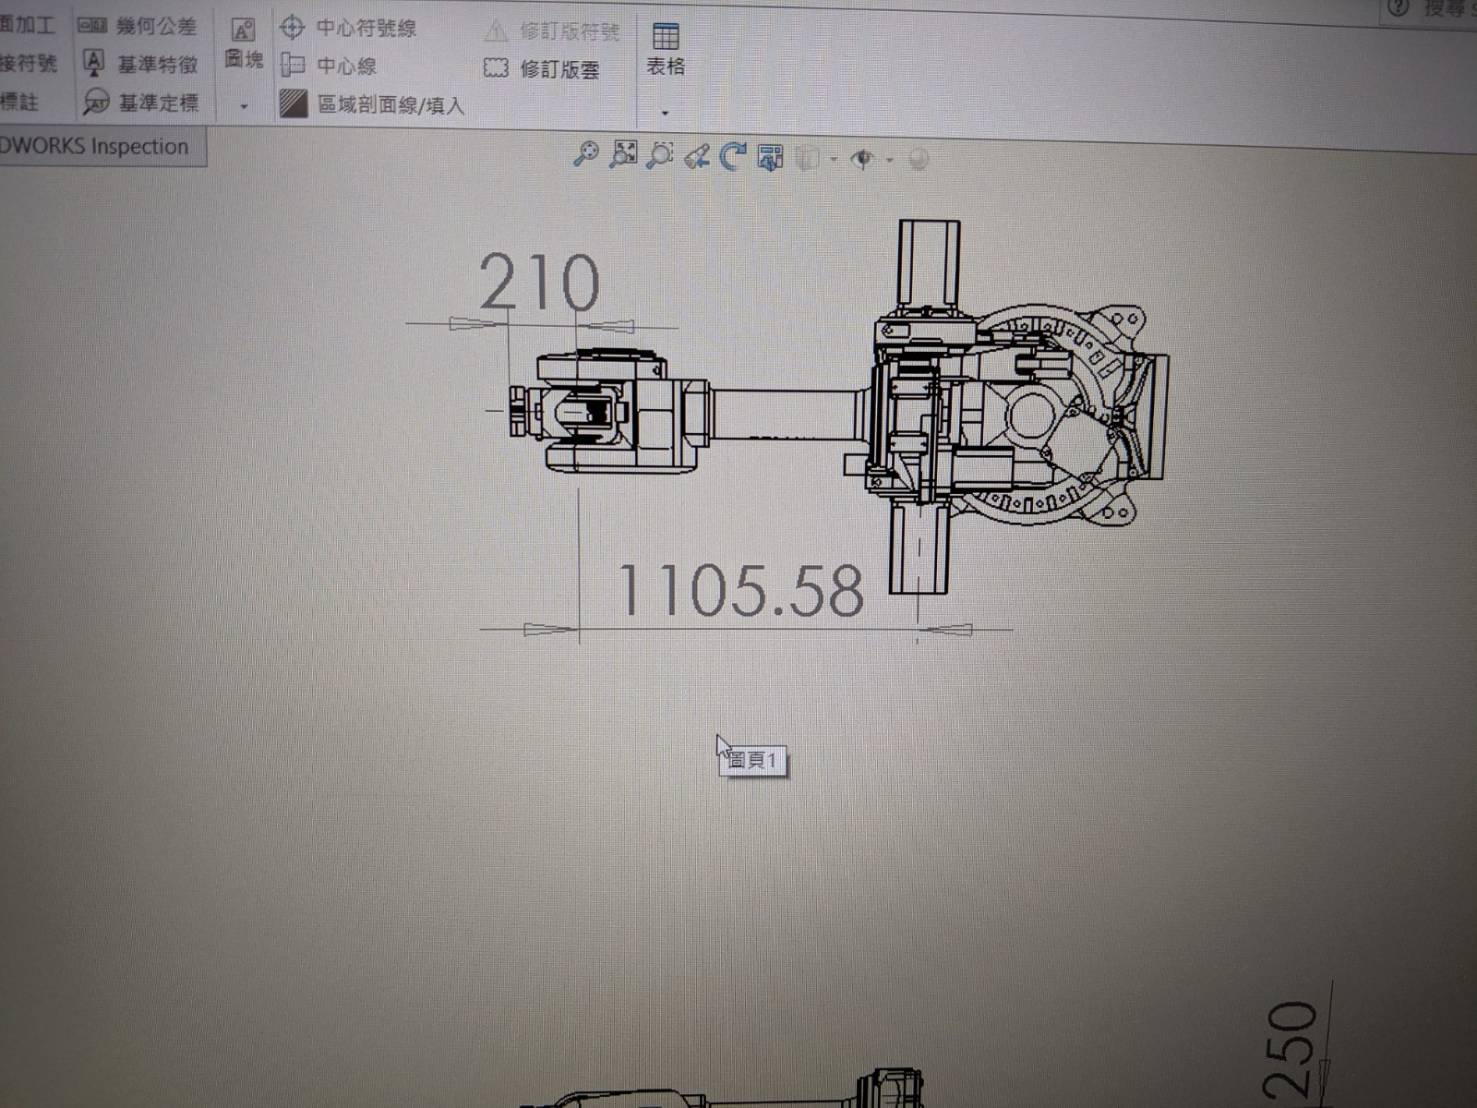 面加工
幾何公差
圖塊
中心符號線
修訂版符號
表格
搜尋
接符號
基準特徵
中心線
修訂版雲
標註
基準定標
區域剖面線/填入
DWORKS Inspection
210
1105.58
圖頁1
250